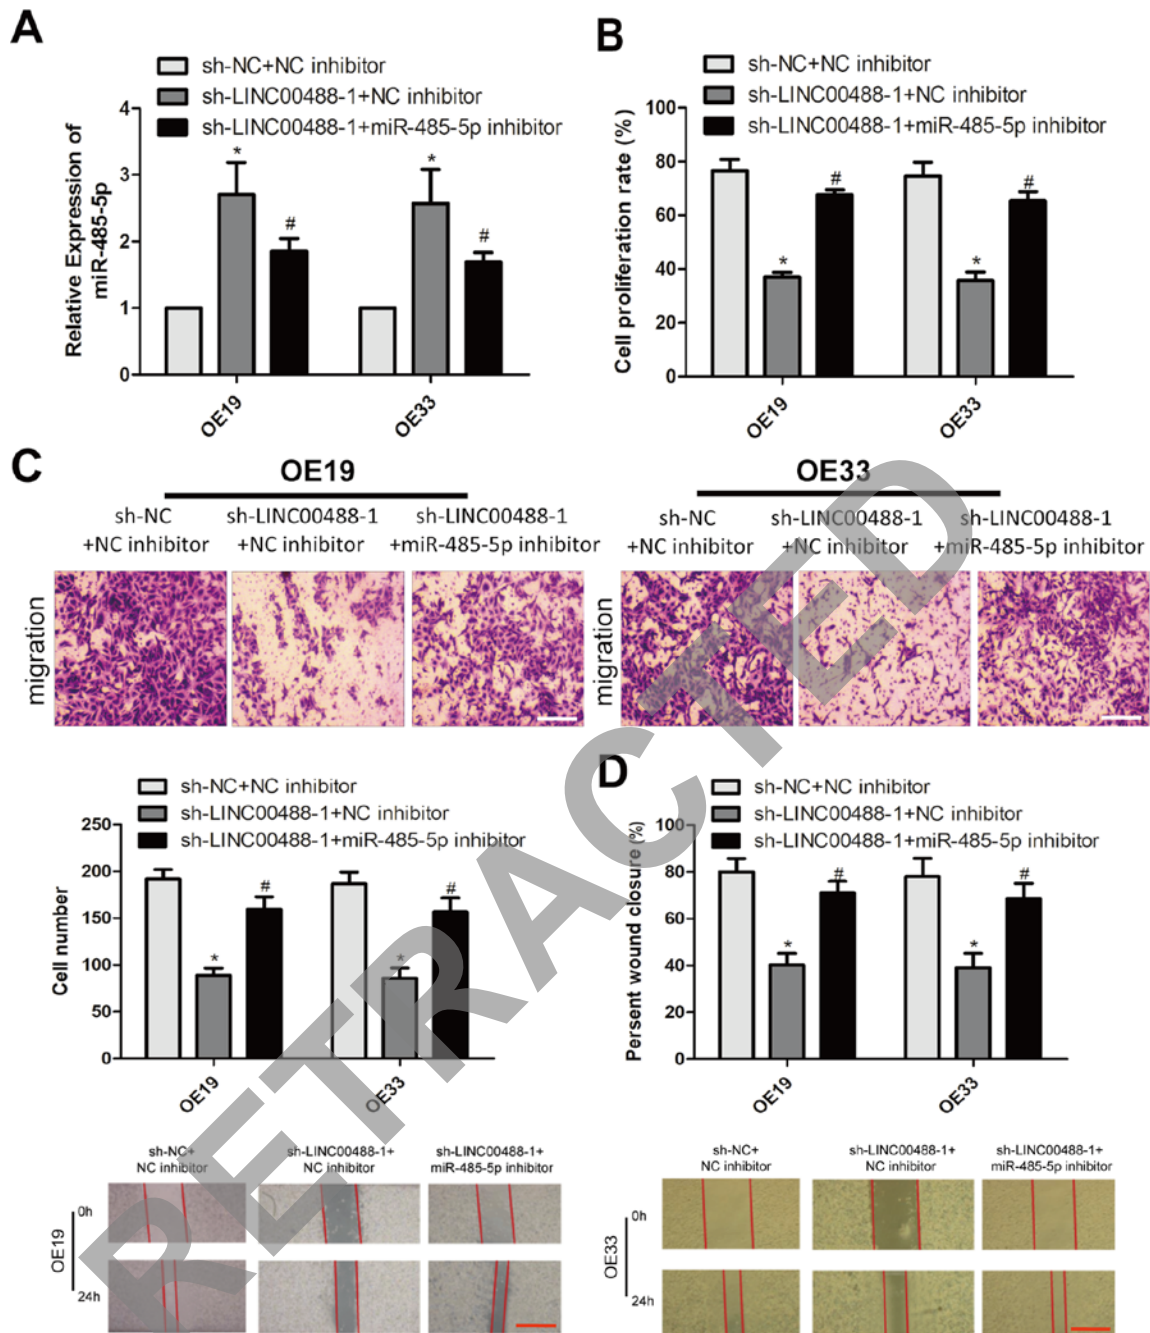 A
sh-NC+NC inhibitor
sh-LINC00488-1+NC inhibitor
sh-LINC00488-1+miR-485-5p inhibitor
Relative Expression of
miR-485-5p
4
3
2
1
0
*
#
*
#
OE19
OE33
B
sh-NC+NC inhibitor
sh-LINC00488-1+NC inhibitor
sh-LINC00488-1+miR-485-5p inhibitor
Cell proliferation rate (%)
100
80
60
40
20
0
*
#
*
#
OE19
OE33
C
OE19
sh-NC
+NC inhibitor
sh-LINC00488-1
+NC inhibitor
sh-LINC00488-1
+miR-485-5p inhibitor
migration
OE33
sh-NC
+NC inhibitor
sh-LINC00488-1
+NC inhibitor
sh-LINC00488-1
+miR-485-5p inhibitor
migration
sh-NC+NC inhibitor
sh-LINC00488-1+NC inhibitor
sh-LINC00488-1+miR-485-5p inhibitor
Cell number
250
200
150
100
50
0
*
#
*
#
OE19
OE33
D
sh-NC+NC inhibitor
sh-LINC00488-1+NC inhibitor
sh-LINC00488-1+miR-485-5p inhibitor
Persent wound closure (%)
100
80
60
40
20
0
*
#
*
#
OE19
OE33
sh-NC+
NC inhibitor
sh-LINC00488-1+
NC inhibitor
sh-LINC00488-1+
miR-485-5p inhibitor
OE19
0h
24h
sh-NC+
NC inhibitor
sh-LINC00488-1+
NC inhibitor
sh-LINC00488-1+
miR-485-5p inhibitor
OE33
0h
24h
RETRACTED